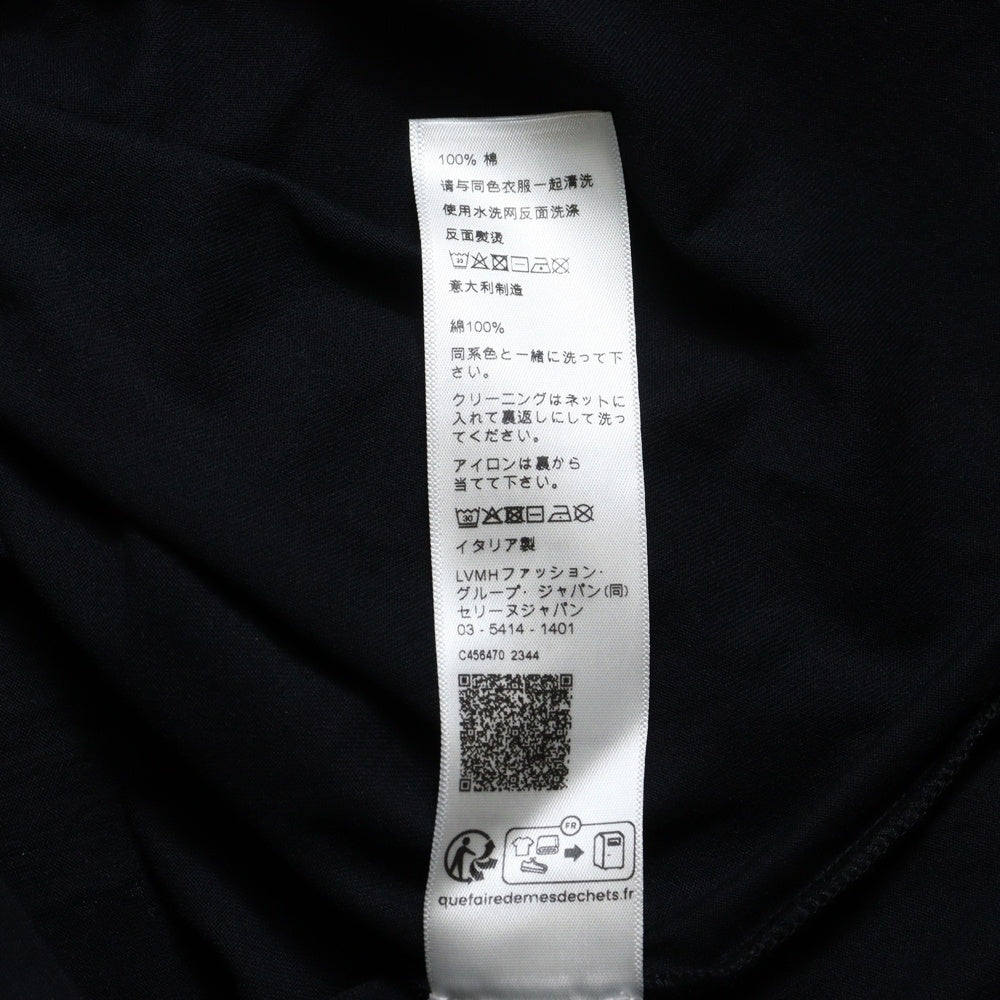 100% 棉
请与同色衣服一起清洗
使用水洗网反面洗涤
反面熨烫
30
意大利制造
綿100%
同系色と一緒に洗って下
さい。
クリーニングはネットに
入れて裏返しにして洗っ
てください。
アイロンは裏から
当てて下さい。
30
イタリア製
LVMHファッション・
グループ・ジャパン(同)
セリーヌジャパン
03 - 5414 - 1401
C456470 2344
FR
quefairedemesdechets.fr